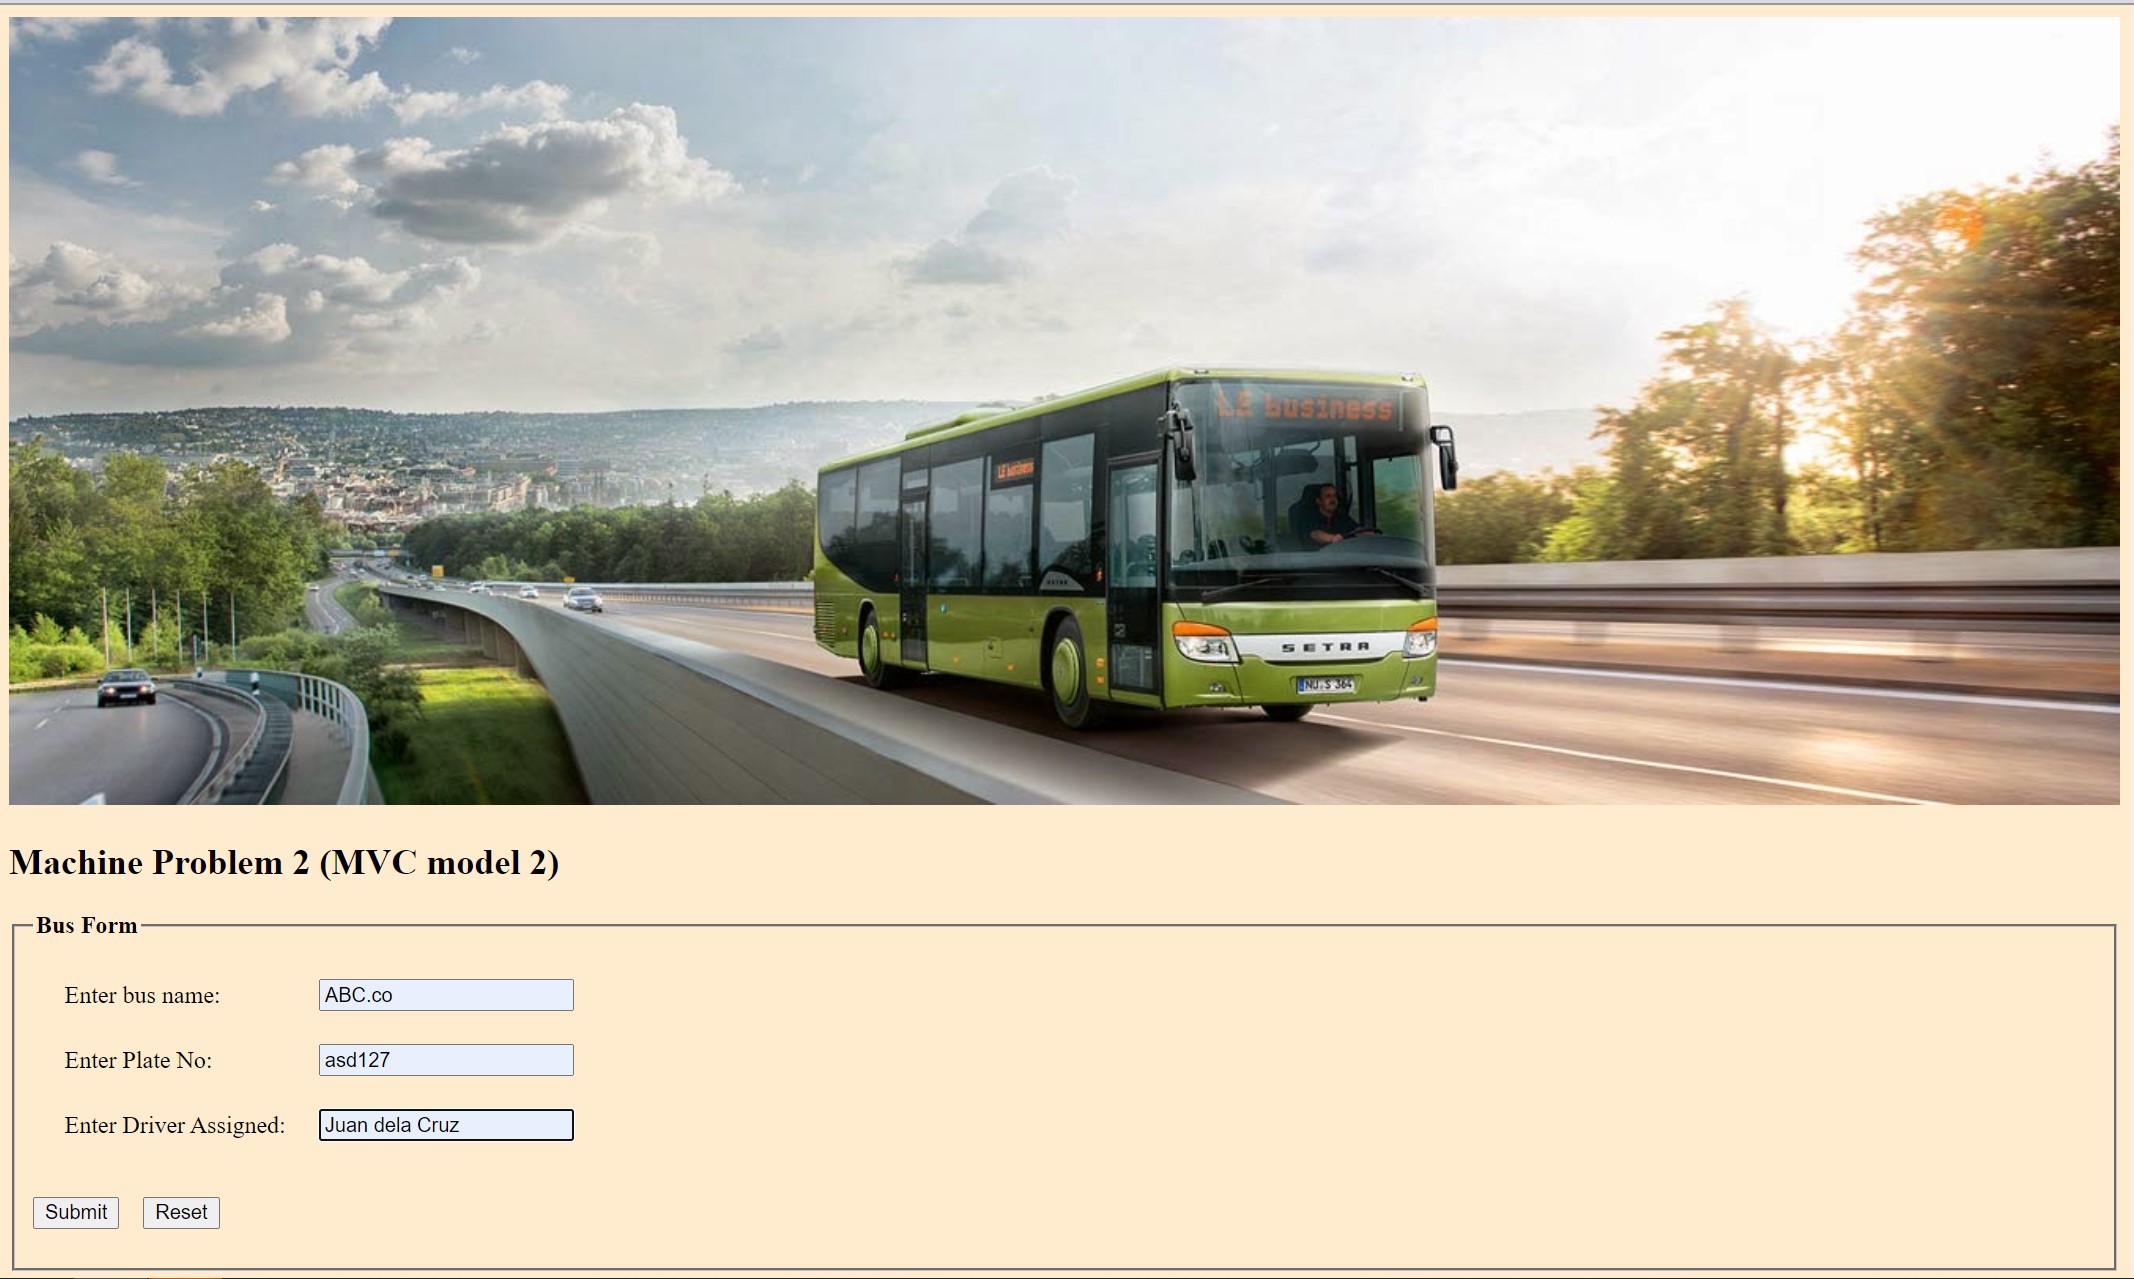 LE business
LE business
SETRA
NU S 364
Machine Problem 2 (MVC model 2)
Bus Form
Enter bus name: ABC.co
Enter Plate No: asd127
Enter Driver Assigned: Juan dela Cruz
Submit Reset